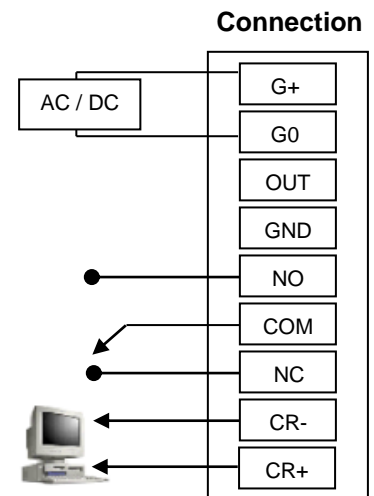 Connection
G+
AC / DC
G0
OUT
GND
NO
COM
NC
CR-
CR+